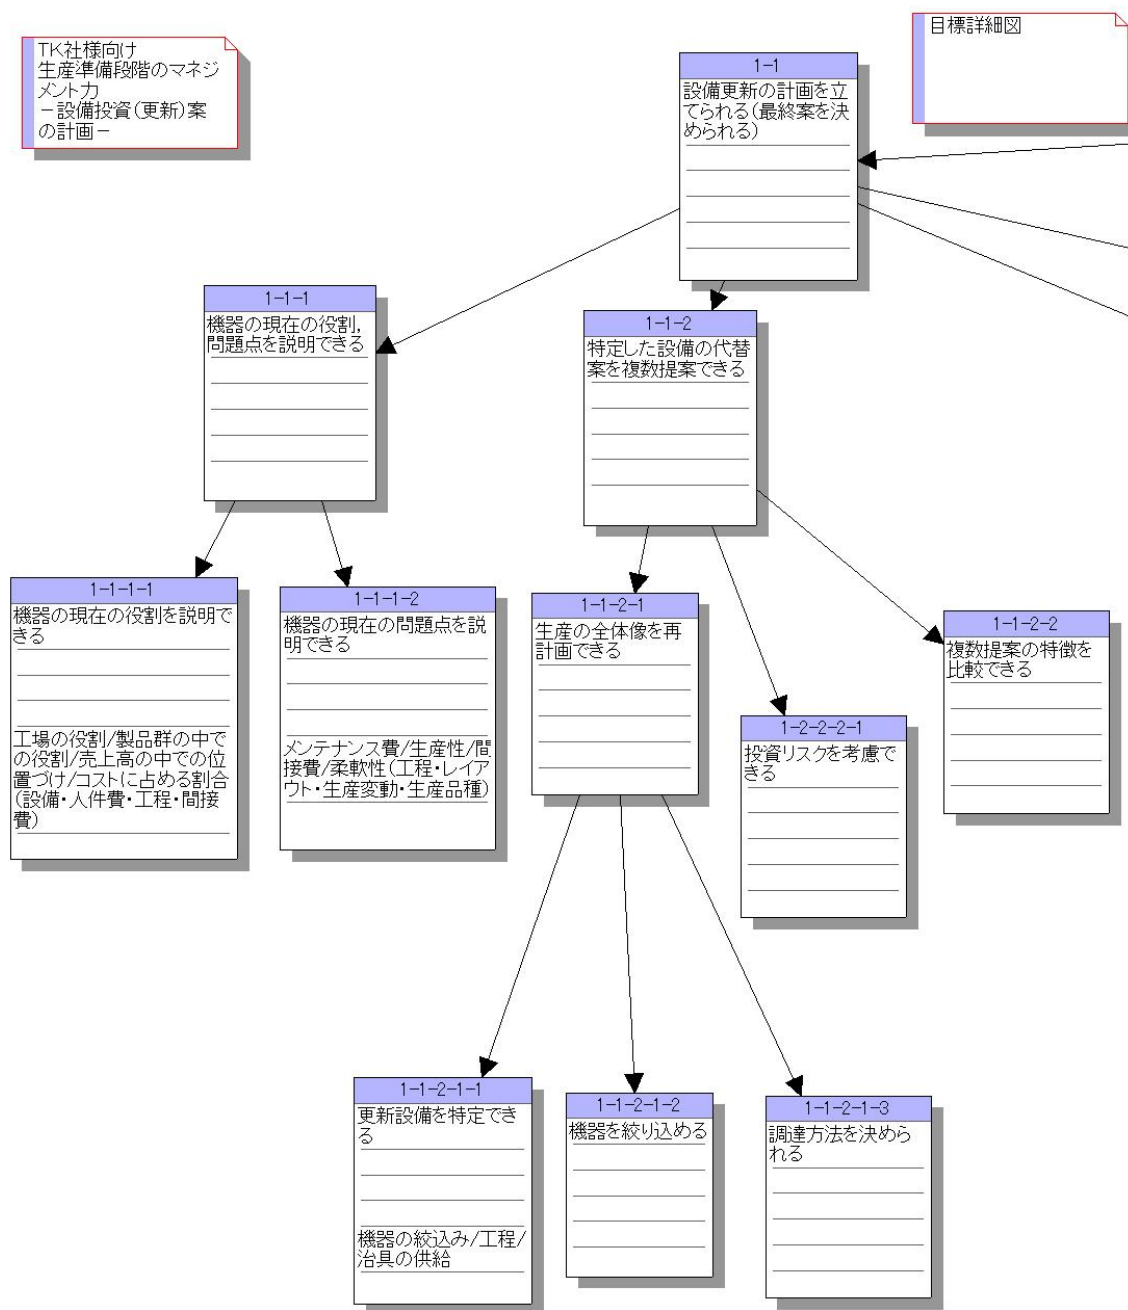 TK社様向け
生産準備段階のマネジ
メント力
－設備投資(更新)案
の計画－
目標詳細図
1-1
設備更新の計画を立
てられる(最終案を決
められる)
1-1-1
機器の現在の役割,
問題点を説明できる
1-1-2
特定した設備の代替
案を複数提案できる
1-1-1-1
機器の現在の役割を説明で
きる
工場の役割/製品群の中で
の役割/売上高の中での位
置づけ/コストに占める割合
(設備・人件費・工程・間接
費)
1-1-1-2
機器の現在の問題点を説
明できる
メンテナンス費/生産性/間
接費/柔軟性(工程・レイア
ウト・生産変動・生産品種)
1-1-2-1
生産の全体像を再
計画できる
1-2-2-2-1
投資リスクを考慮で
きる
1-1-2-2
複数提案の特徴を
比較できる
1-1-2-1-1
更新設備を特定でき
る
機器の絞込み/工程/
治具の供給
1-1-2-1-2
機器を絞り込める
1-1-2-1-3
調達方法を決めら
れる